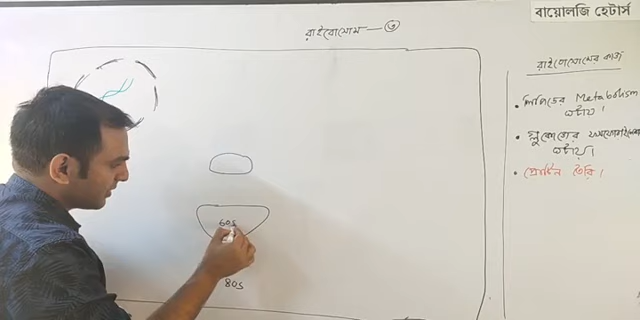 বায়োলজি হেটার্স
রাইবোসোম — ③
রাইবোসোমের কাজ
• লিপিডের Metabolism
ঘটায়।
ঘটায়।
• প্রোটিন তৈরি।
60s
80s